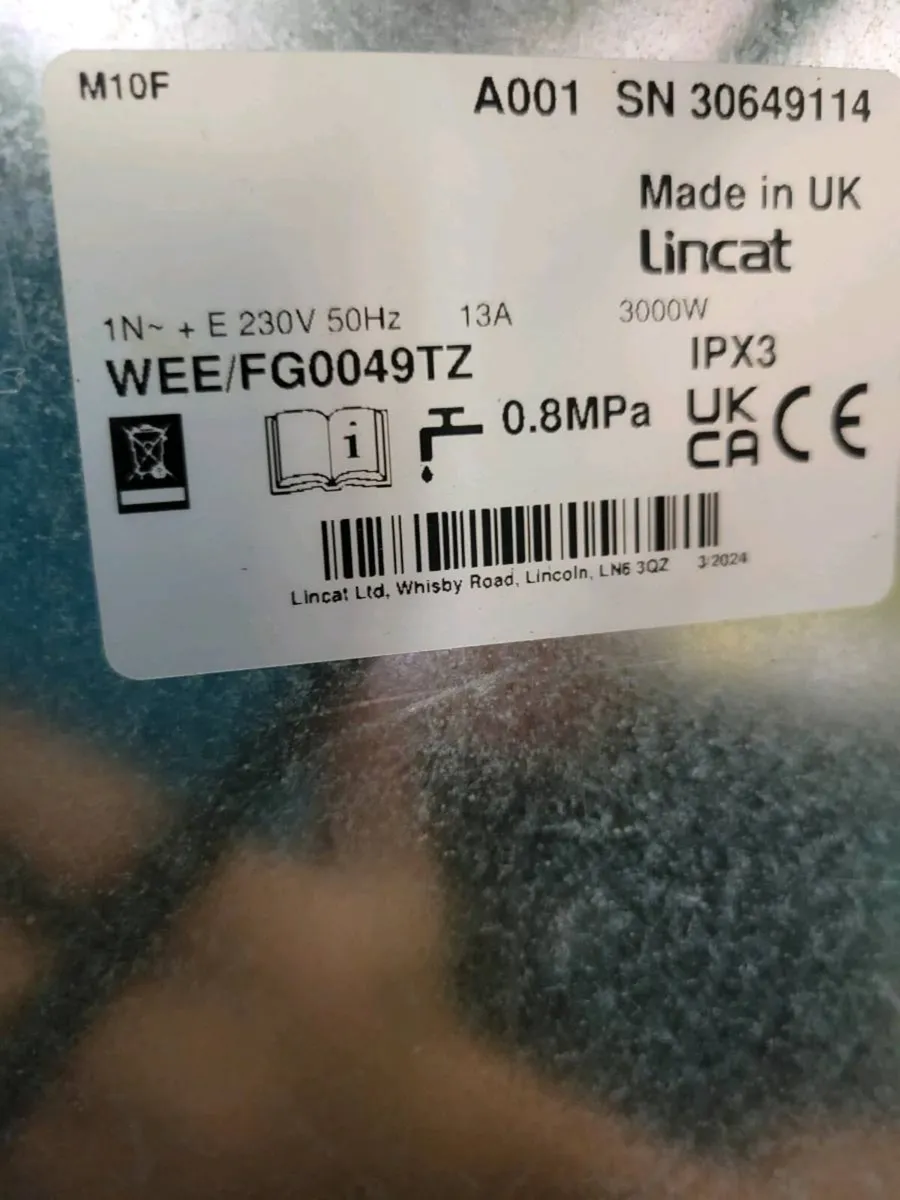 M10F A001 SN 30649114
Made in UK
Lincat
1N~ + E 230V 50Hz 13A 3000W
WEE/FG0049TZ IPX3
i 0.8MPa UK CA CE
Lincat Ltd, Whisby Road, Lincoln, LN6 3QZ 3/2024